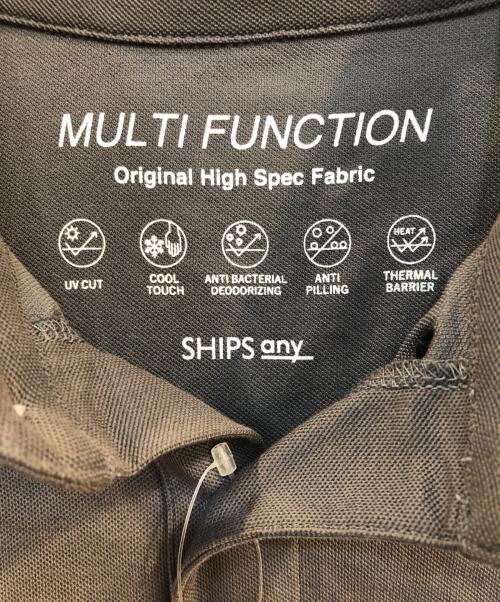 MULTI FUNCTION
Original High Spec Fabric
HEAT
UV CUT
COOL
TOUCH
ANTI BACTERIAL
DEODORIZING
ANTI
PILLING
THERMAL
BARRIER
SHIPS any